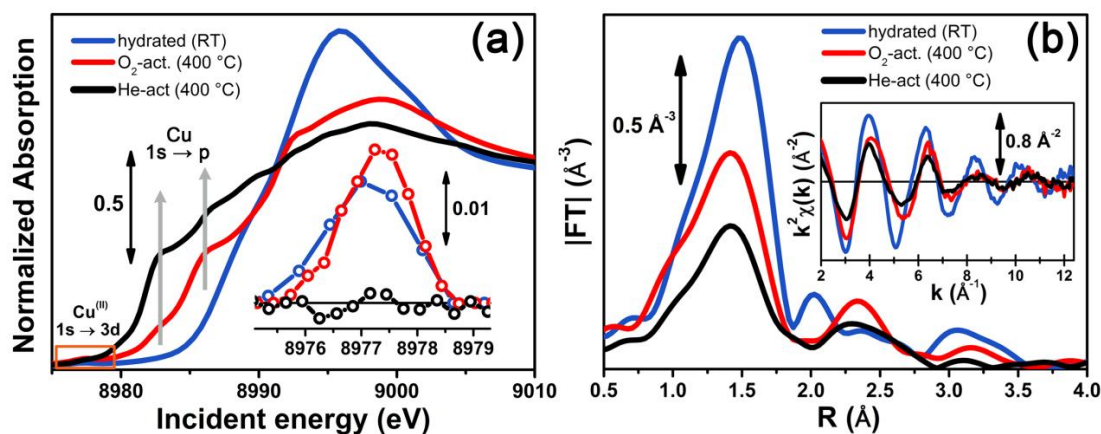 (a)
hydrated (RT)
O₂-act. (400 °C)
He-act (400 °C)
Cu
1s → p
0.5
0.01
Cu(II)
1s → 3d
8976 8977 8978 8979
8980 8990 9000 9010
Incident energy (eV)
Normalized Absorption
(b)
hydrated (RT)
O₂-act. (400 °C)
He-act (400 °C)
0.5 Å⁻³
0.8 Å⁻²
k²χ(k) (Å⁻²)
2 4 6 8 10 12
k (Å⁻¹)
|FT| (Å⁻³)
0.5 1.0 1.5 2.0 2.5 3.0 3.5 4.0
R (Å)